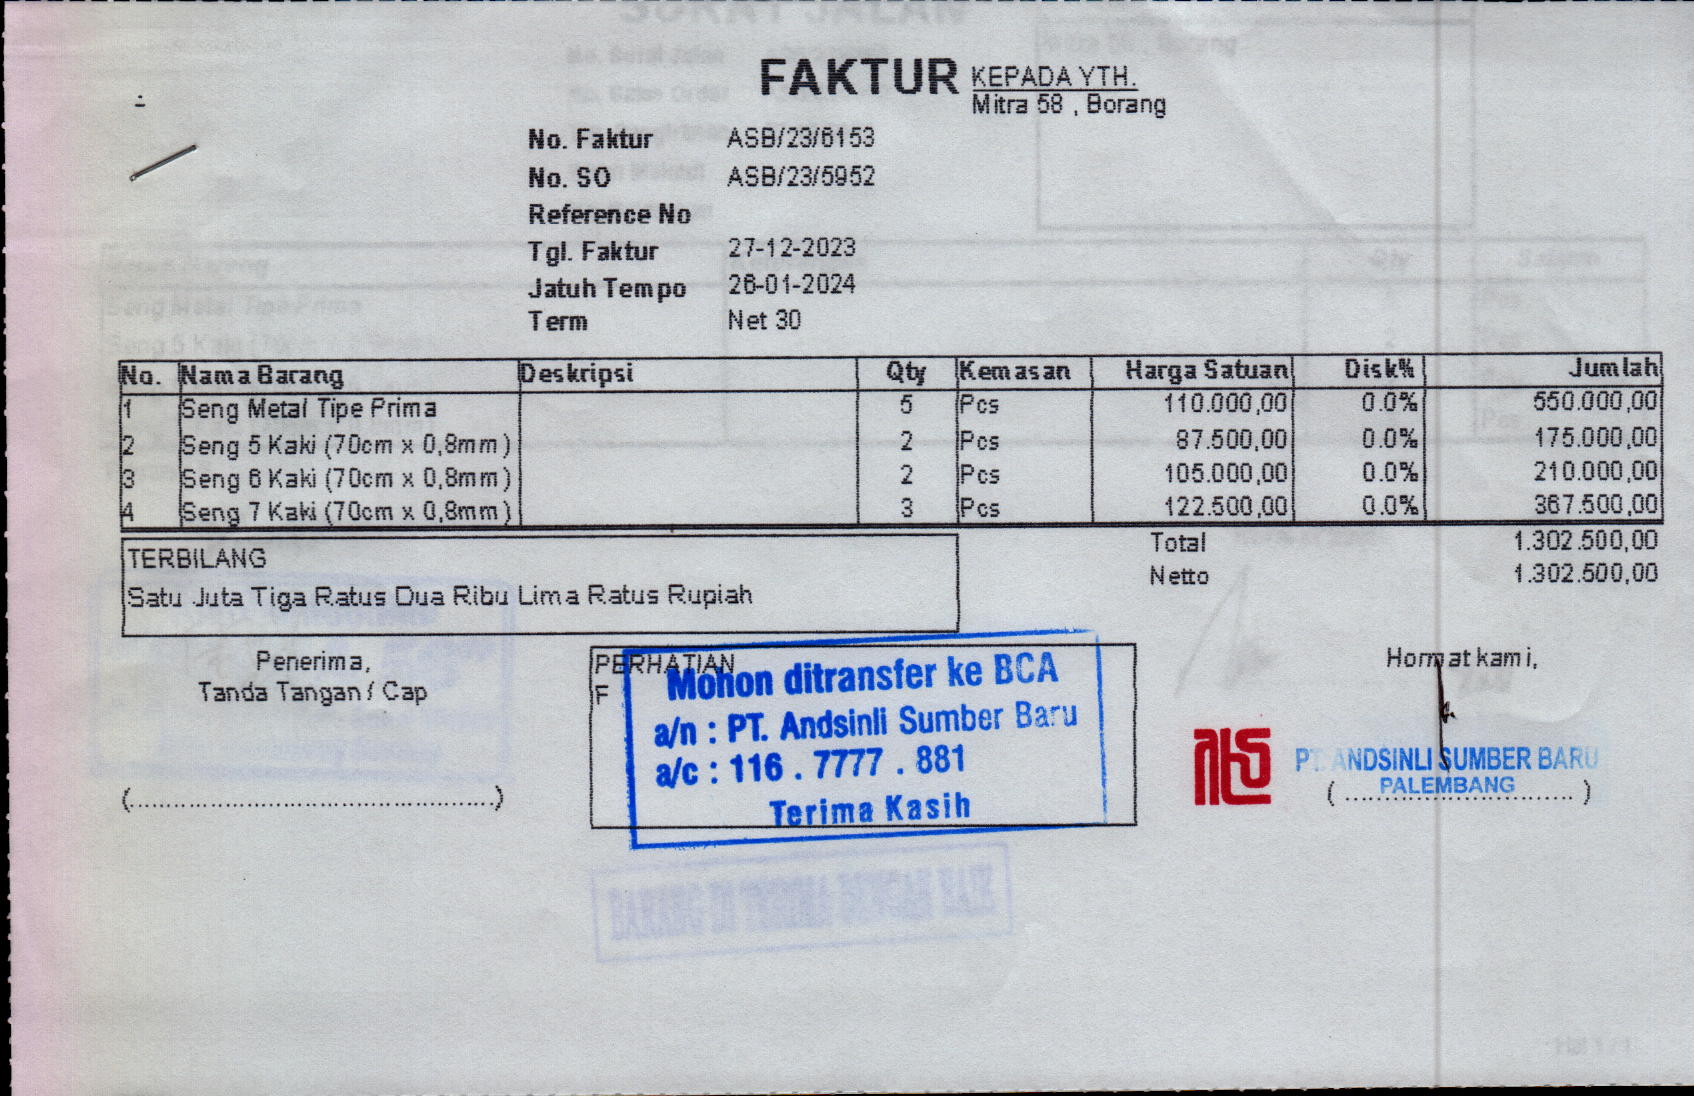 FAKTUR
KEPADA YTH.
Mitra 58 , Borang
No. Faktur ASB/23/6153
No. SO ASB/23/5952
Reference No
Tgl. Faktur 27-12-2023
Jatuh Tempo 26-01-2024
Term Net 30
No. Nama Barang Deskripsi Qty Kemasan Harga Satuan Disk% Jumlah
1 Seng Metal Tipe Prima 5 Pcs 110.000,00 0.0% 550.000,00
2 Seng 5 Kaki (70cm x 0,8mm) 2 Pcs 87.500,00 0.0% 175.000,00
3 Seng 6 Kaki (70cm x 0,8mm) 2 Pcs 105.000,00 0.0% 210.000,00
4 Seng 7 Kaki (70cm x 0,8mm) 3 Pcs 122.500,00 0.0% 367.500,00
Total 1.302.500,00
Netto 1.302.500,00
TERBILANG
Satu Juta Tiga Ratus Dua Ribu Lima Ratus Rupiah
Penerima,
Tanda Tangan / Cap
(................................................)
PERHATIAN
F
Mohon ditransfer ke BCA
a/n : PT. Andsinli Sumber Baru
a/c : 116 . 7777 . 881
Terima Kasih
Hormat kami,
PT. ANDSINLI SUMBER BARU
PALEMBANG
( ............................... )